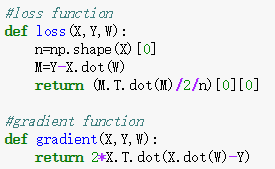 #loss function
def loss(X,Y,W):
    n=np.shape(X)[0]
    M=Y-X.dot(W)
    return (M.T.dot(M)/2/n)[0][0]

#gradient function
def gradient(X,Y,W):
    return 2*X.T.dot(X.dot(W)-Y)